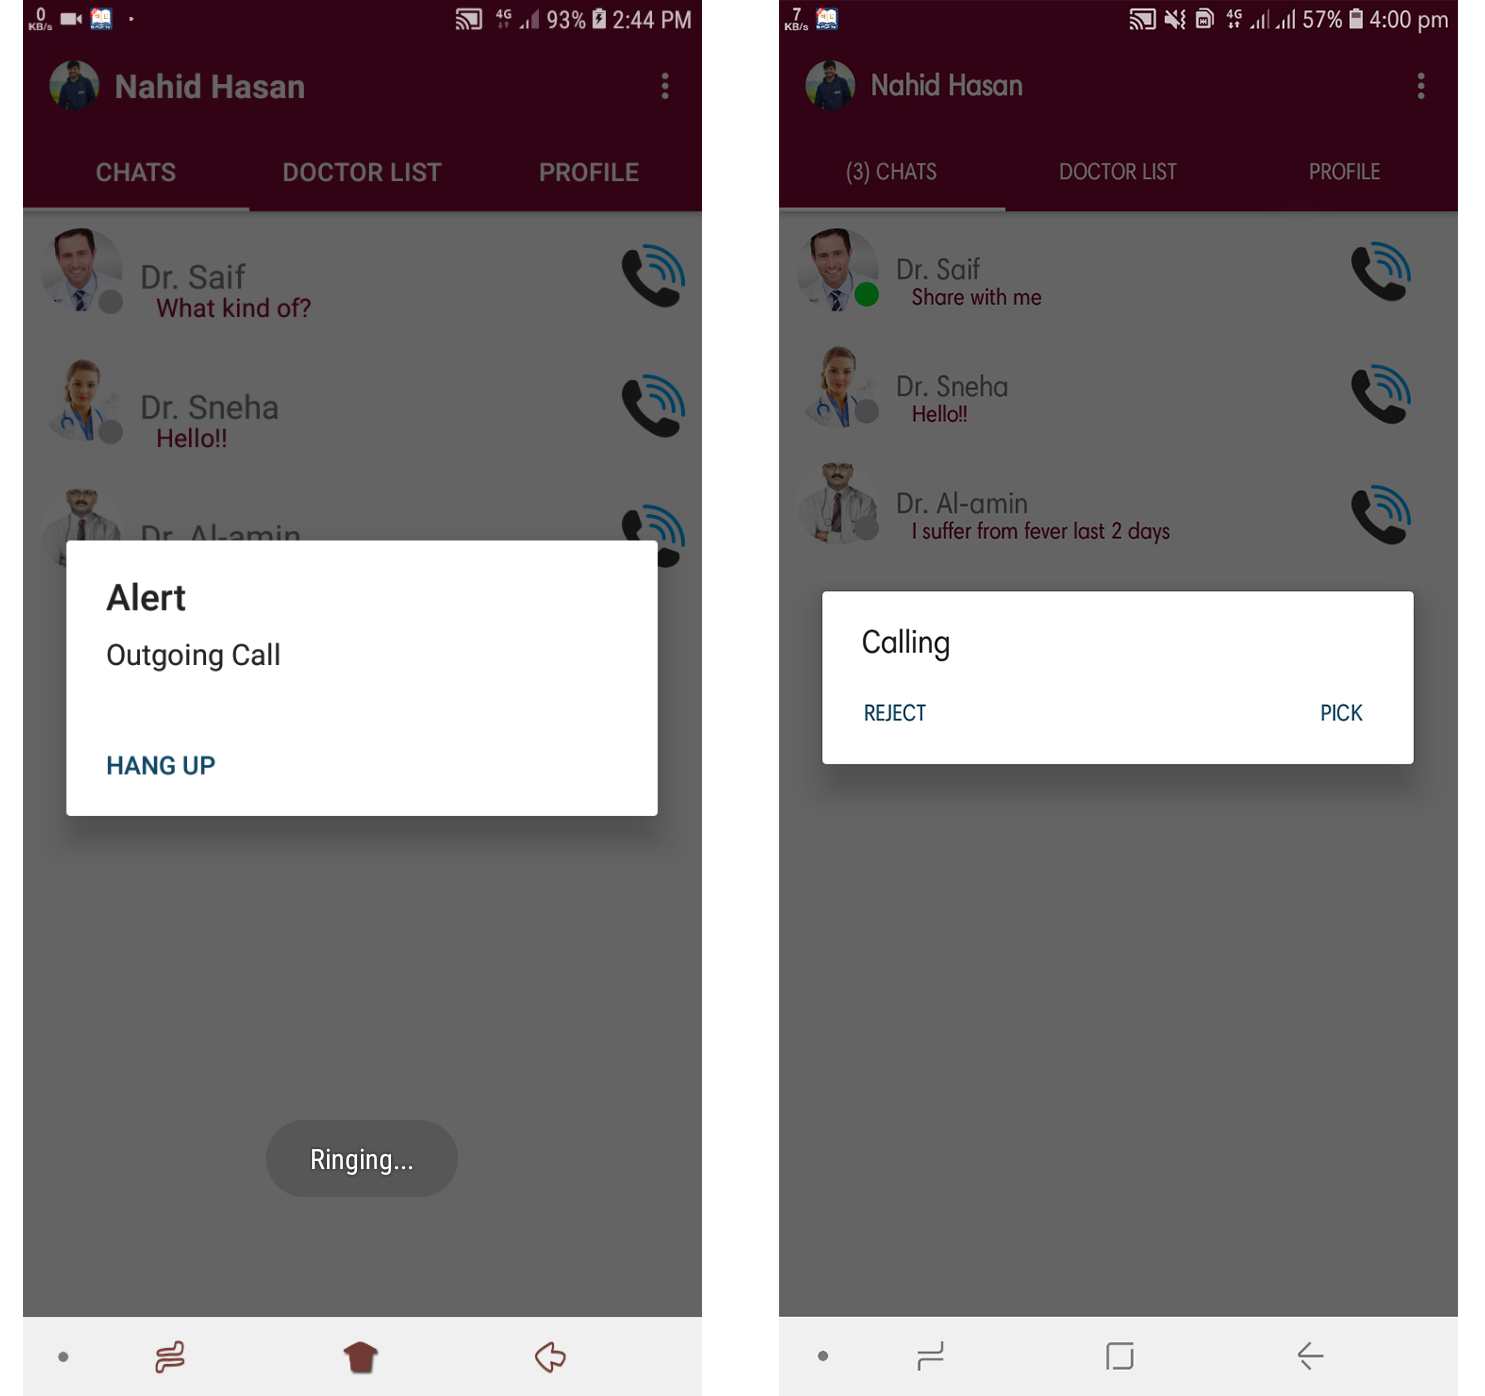 0
KB/s
4G
93%
2:44 PM
Nahid Hasan
CHATS
DOCTOR LIST
PROFILE
Dr. Saif
What kind of?
Dr. Sneha
Hello!!
Dr. Al-amin
Alert
Outgoing Call
HANG UP
Ringing...
7
KB/s
4G
57%
4:00 pm
Nahid Hasan
(3) CHATS
DOCTOR LIST
PROFILE
Dr. Saif
Share with me
Dr. Sneha
Hello!!
Dr. Al-amin
I suffer from fever last 2 days
Calling
REJECT
PICK